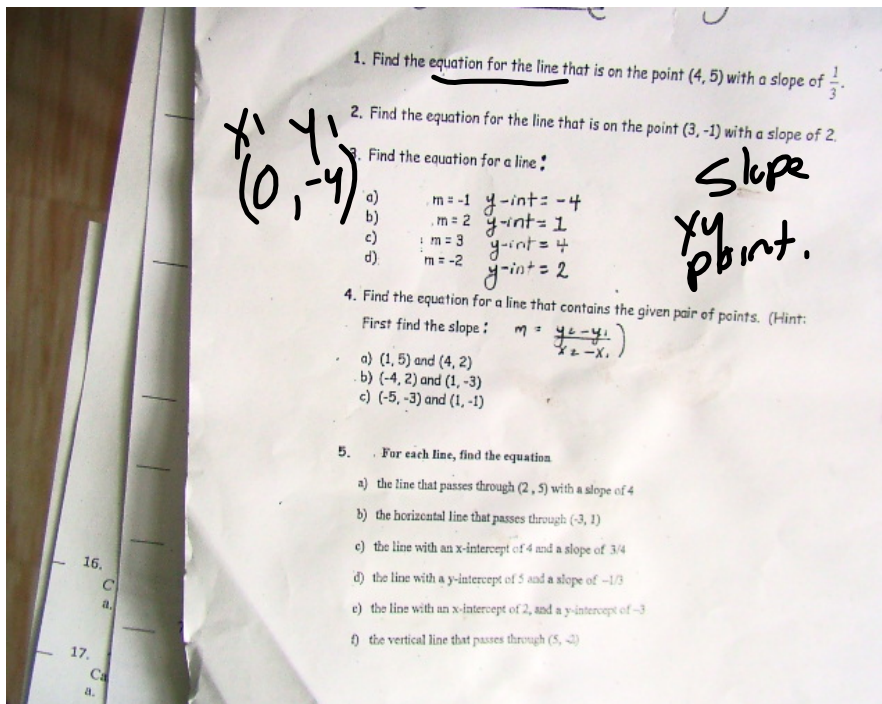 1. Find the equation for the line that is on the point (4, 5) with a slope of 1/3.
2. Find the equation for the line that is on the point (3, -1) with a slope of 2.
x1 y1
(0, -4)
3. Find the equation for a line:
Slope
xy
point.
a) m = -1 y-int = -4
b) m = 2 y-int = 1
c) m = 3 y-int = 4
d) m = -2 y-int = 2
4. Find the equation for a line that contains the given pair of points. (Hint:
First find the slope: m = y2-y1/x2-x1)
a) (1, 5) and (4, 2)
b) (-4, 2) and (1, -3)
c) (-5, -3) and (1, -1)
5. For each line, find the equation
a) the line that passes through (2, 5) with a slope of 4
b) the horizontal line that passes through (-3, 1)
c) the line with an x-intercept of 4 and a slope of 3/4
d) the line with a y-intercept of 5 and a slope of -1/3
e) the line with an x-intercept of 2, and a y-intercept of -3
f) the vertical line that passes through (5, -2)
16.
C
a.
17.
Ca
a.